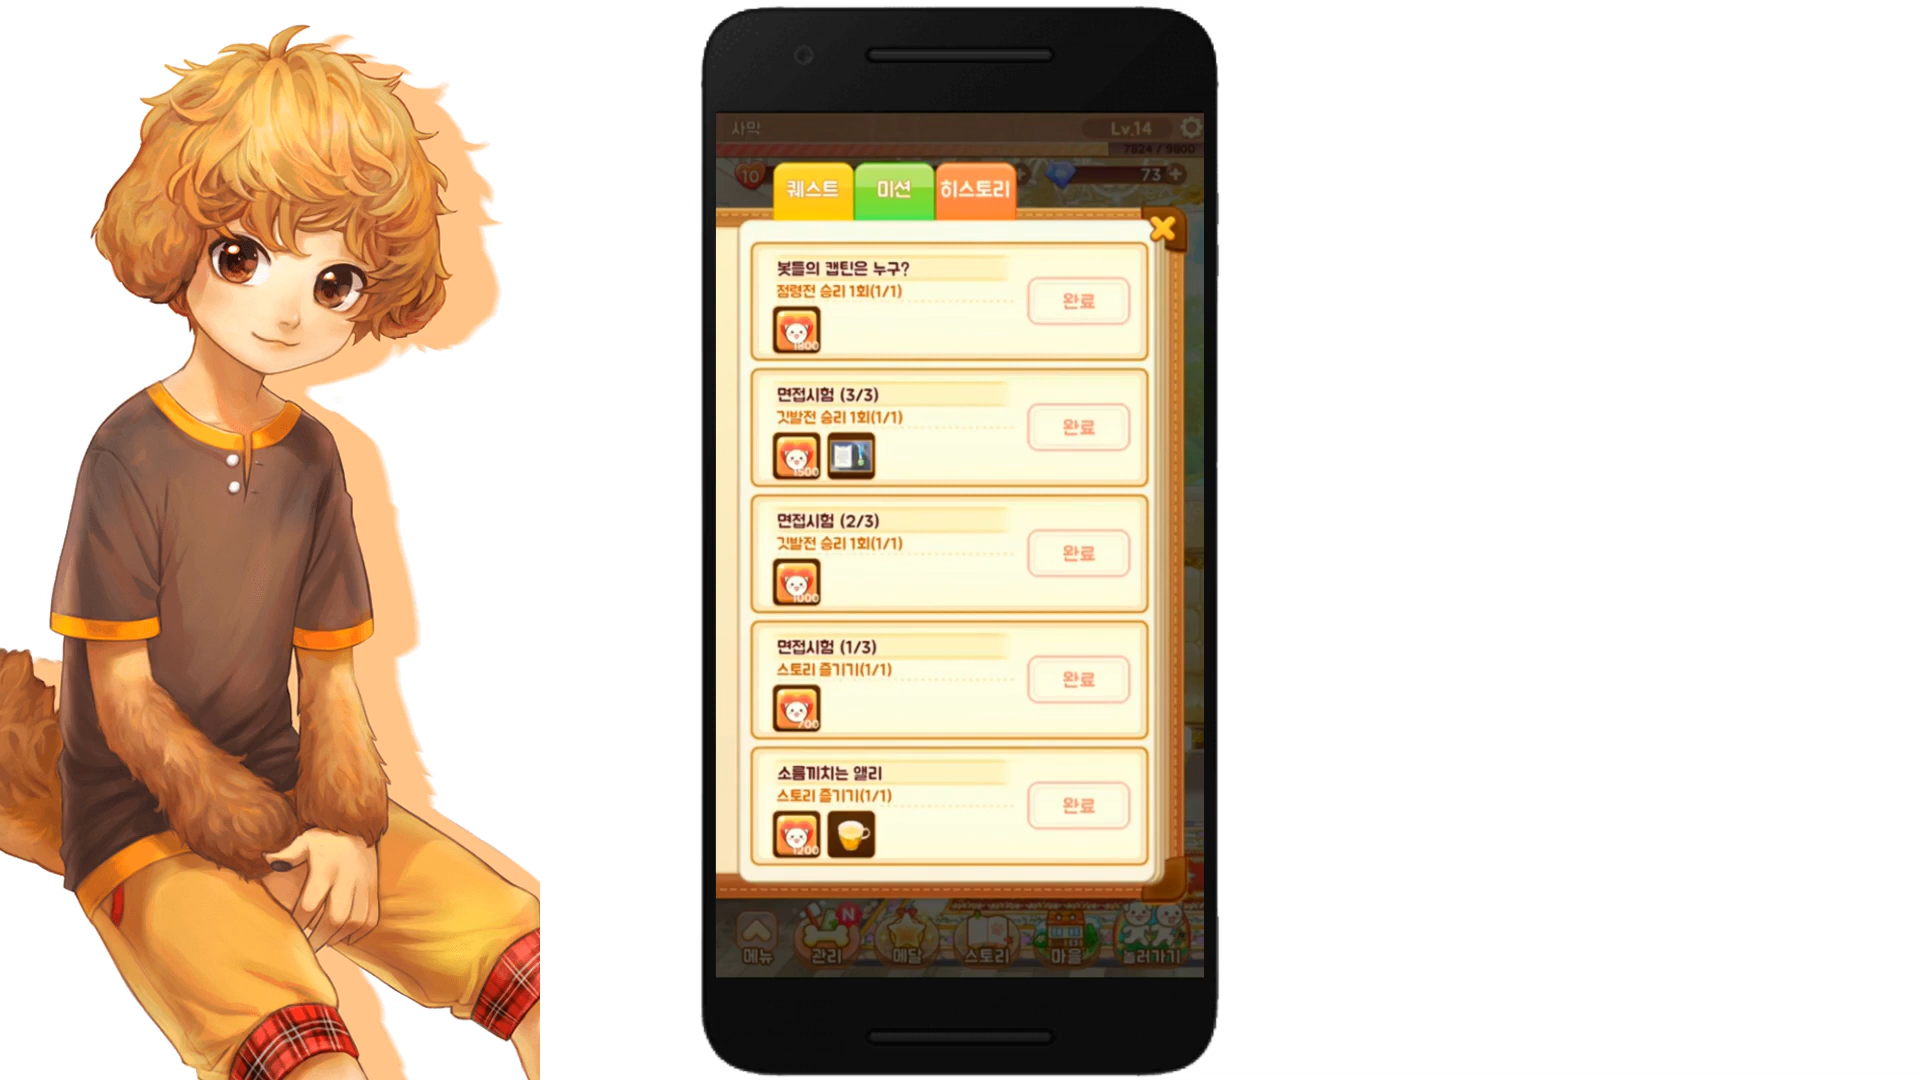 사막
Lv.14
7824 / 9800
10
73
퀘스트
미션
히스토리
봇들의 캡틴은 누구?
점령전 승리 1회(1/1)
완료
1800
면접시험 (3/3)
깃발전 승리 1회(1/1)
완료
1500
면접시험 (2/3)
깃발전 승리 1회(1/1)
완료
1000
면접시험 (1/3)
스토리 즐기기(1/1)
완료
700
소름끼치는 앨리
스토리 즐기기(1/1)
완료
1200
N
메뉴
관리
메달
스토리
마을
놀러가기